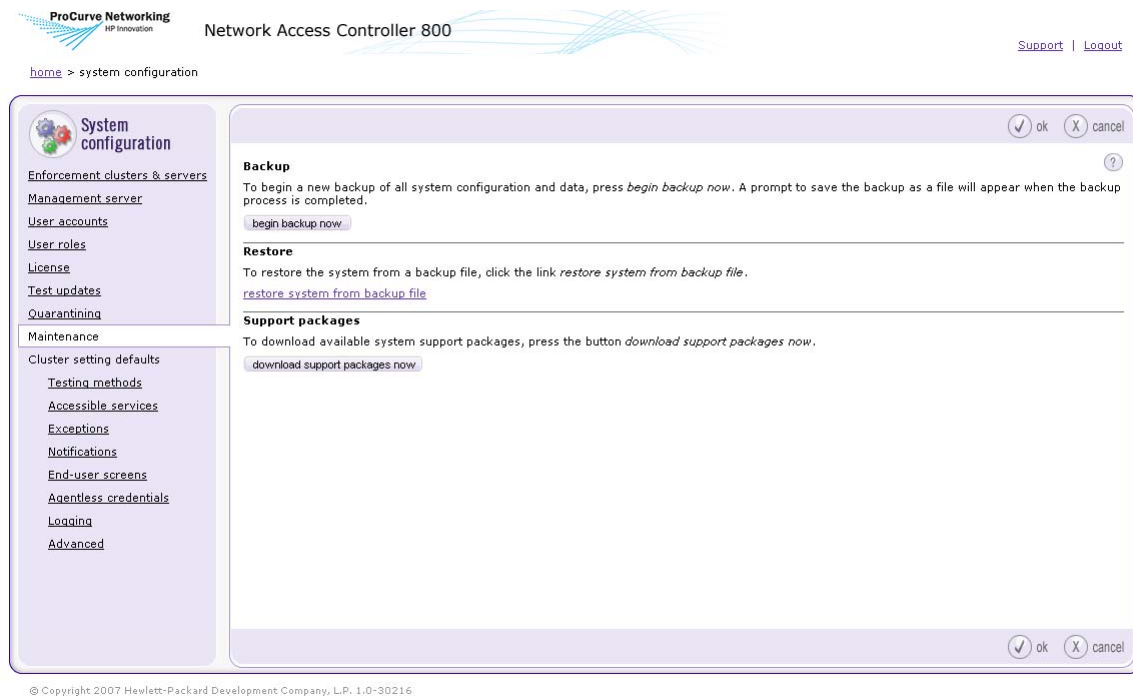 ProCurve Networking
HP Innovation
Network Access Controller 800
Support | Logout
home > system configuration
System
configuration
Enforcement clusters & servers
Management server
User accounts
User roles
License
Test updates
Quarantining
Maintenance
Cluster setting defaults
Testing methods
Accessible services
Exceptions
Notifications
End-user screens
Agentless credentials
Logging
Advanced
ok X cancel
?
Backup
To begin a new backup of all system configuration and data, press begin backup now. A prompt to save the backup as a file will appear when the backup
process is completed.
begin backup now
Restore
To restore the system from a backup file, click the link restore system from backup file.
restore system from backup file
Support packages
To download available system support packages, press the button download support packages now.
download support packages now
ok X cancel
© Copyright 2007 Hewlett-Packard Development Company, L.P. 1.0-30216